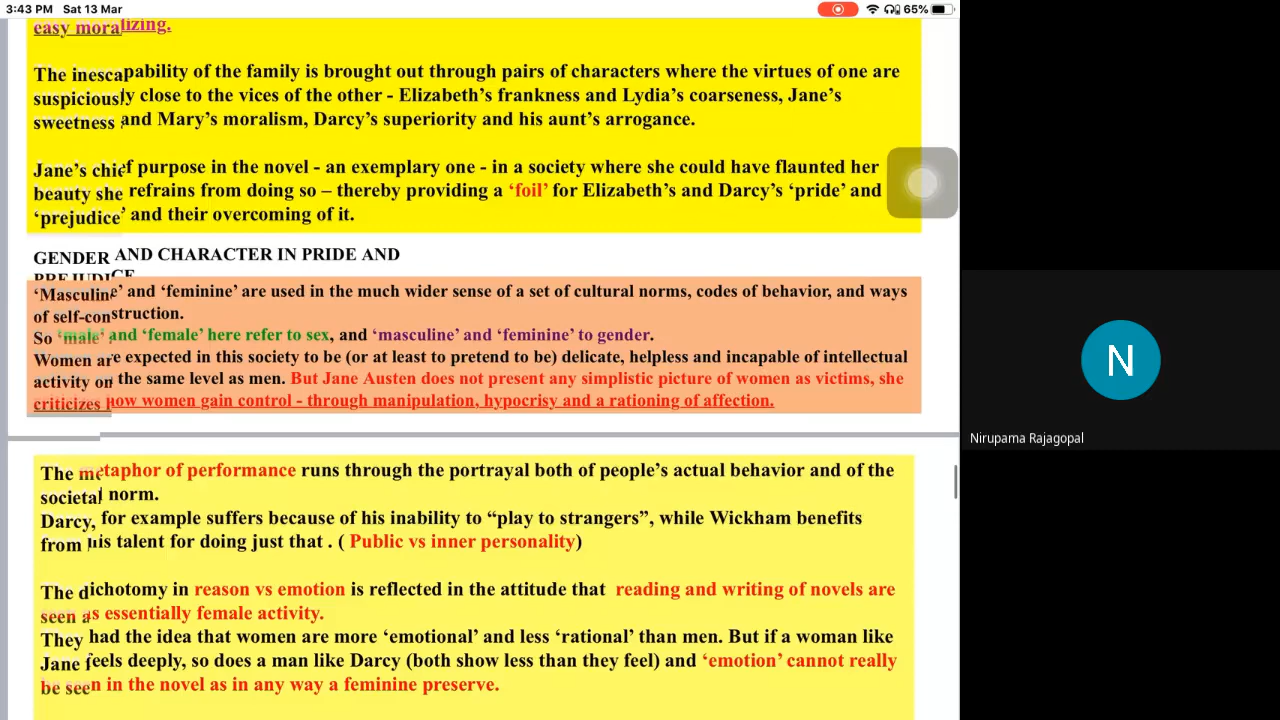 3:43 PM Sat 13 Mar
65%
easy moralizing.
The inescapability of the family is brought out through pairs of characters where the virtues of one are
suspiciously close to the vices of the other - Elizabeth’s frankness and Lydia’s coarseness, Jane’s
sweetness and Mary’s moralism, Darcy’s superiority and his aunt’s arrogance.
Jane’s chief purpose in the novel - an exemplary one - in a society where she could have flaunted her
beauty she refrains from doing so – thereby providing a ‘foil’ for Elizabeth’s and Darcy’s ‘pride’ and
‘prejudice’ and their overcoming of it.
GENDER AND CHARACTER IN PRIDE AND
PREJUDICE
‘Masculine’ and ‘feminine’ are used in the much wider sense of a set of cultural norms, codes of behavior, and ways
of self-construction.
So ‘male’ and ‘female’ here refer to sex, and ‘masculine’ and ‘feminine’ to gender.
Women are expected in this society to be (or at least to pretend to be) delicate, helpless and incapable of intellectual
activity on the same level as men. But Jane Austen does not present any simplistic picture of women as victims, she
criticizes how women gain control - through manipulation, hypocrisy and a rationing of affection.
The metaphor of performance runs through the portrayal both of people’s actual behavior and of the
societal norm.
Darcy, for example suffers because of his inability to “play to strangers”, while Wickham benefits
from his talent for doing just that . ( Public vs inner personality)
The dichotomy in reason vs emotion is reflected in the attitude that reading and writing of novels are
seen as essentially female activity.
They had the idea that women are more ‘emotional’ and less ‘rational’ than men. But if a woman like
Jane feels deeply, so does a man like Darcy (both show less than they feel) and ‘emotion’ cannot really
be seen in the novel as in any way a feminine preserve.
N
Nirupama Rajagopal